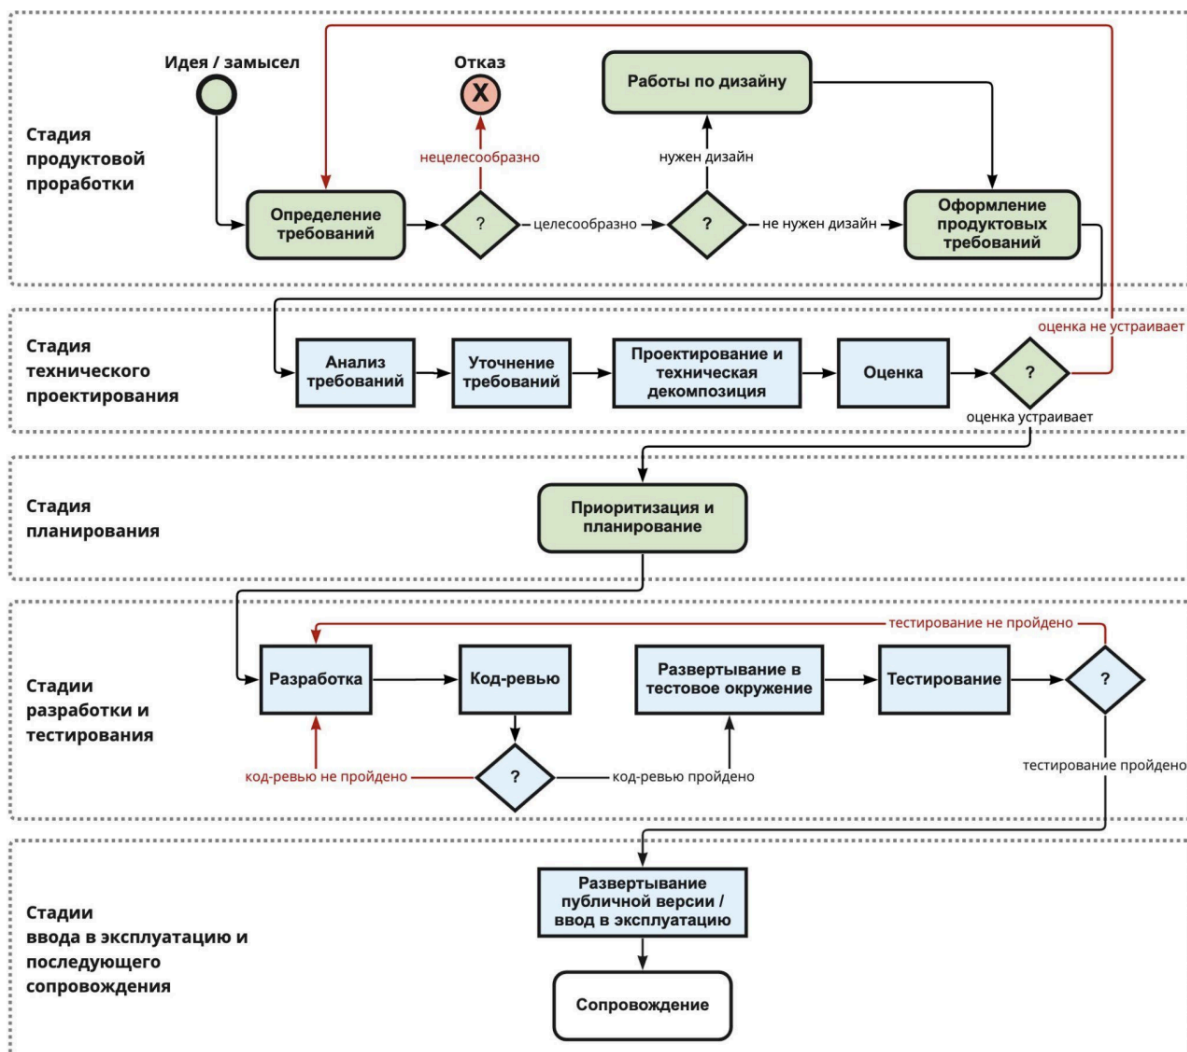 Идея / замысел
Отказ
X
Работы по дизайну
Стадия
продуктовой
проработки
нецелесообразно
нужен дизайн
Определение
требований
?
целесообразно
?
не нужен дизайн
Оформление
продуктовых
требований
оценка не устраивает
Стадия
технического
проектирования
Анализ
требований
Уточнение
требований
Проектирование и
техническая
декомпозиция
Оценка
?
оценка устраивает
Стадия
планирования
Приоритизация и
планирование
тестирование не пройдено
Стадии
разработки и
тестирования
Разработка
Код-ревью
Развертывание в
тестовое окружение
Тестирование
?
код-ревью не пройдено
?
код-ревью пройдено
тестирование пройдено
Стадии
ввода в эксплуатацию и
последующего
сопровождения
Развертывание
публичной версии /
ввод в эксплуатацию
Сопровождение